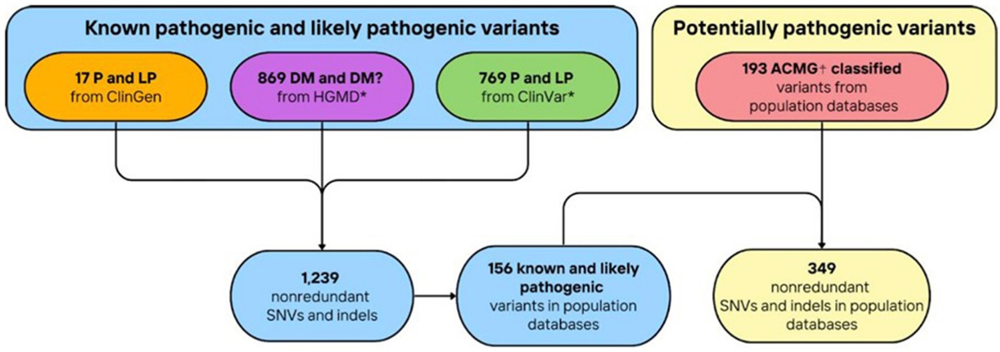 Known pathogenic and likely pathogenic variants
17 P and LP
from ClinGen
869 DM and DM?
from HGMD*
769 P and LP
from ClinVar*
Potentially pathogenic variants
193 ACMG† classified
variants from
population databases
1,239
nonredundant
SNVs and indels
156 known and likely
pathogenic
variants in population
databases
349
nonredundant
SNVs and indels in population
databases